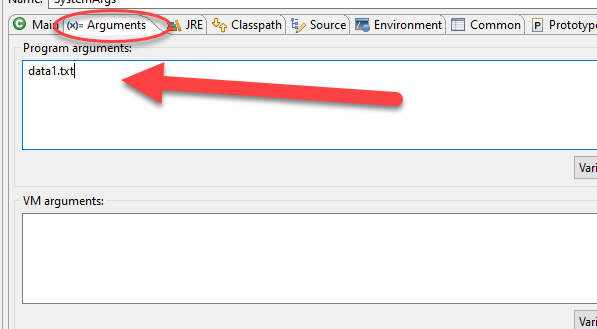 Name: SystemArgs
Main (x)= Arguments JRE Classpath Source Environment Common Prototype
Program arguments:
data1.txt
Vari
VM arguments:
Vari